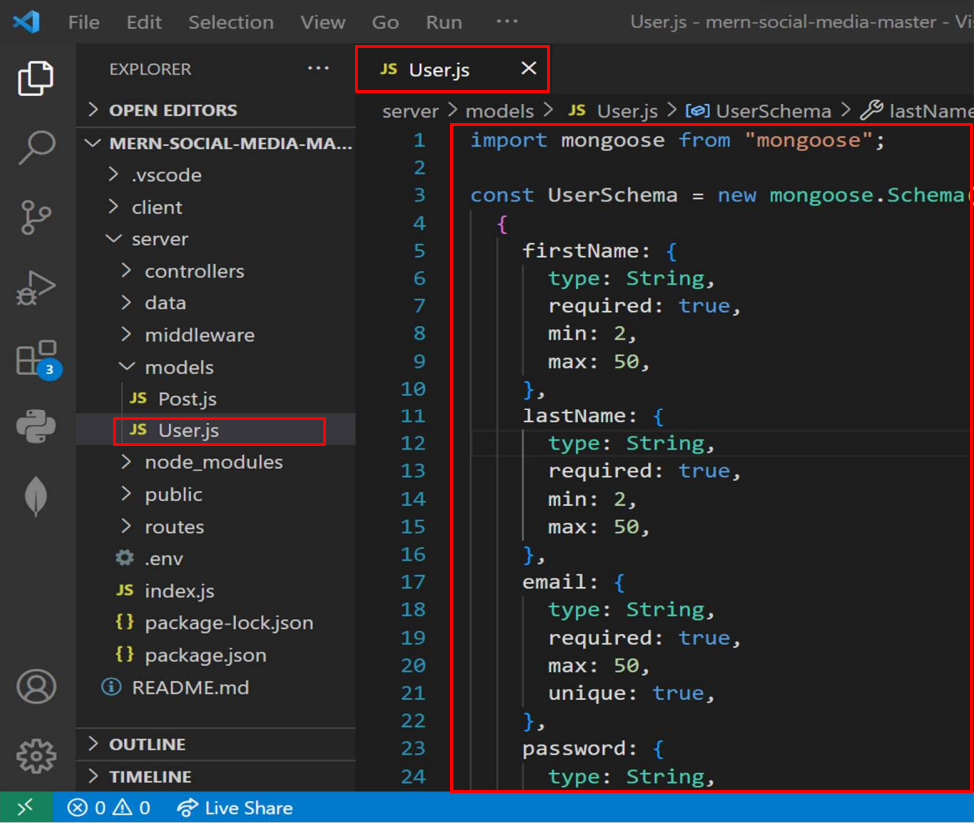 File Edit Selection View Go Run ··· User.js - mern-social-media-master - Vi
EXPLORER ···
OPEN EDITORS
MERN-SOCIAL-MEDIA-MA...
.vscode
client
server
controllers
data
middleware
models
JS Post.js
JS User.js
node_modules
public
routes
.env
JS index.js
{} package-lock.json
{} package.json
README.md
OUTLINE
TIMELINE
3
JS User.js
server > models > JS User.js > UserSchema > lastName
1 import mongoose from "mongoose";
2
3 const UserSchema = new mongoose.Schema(
4 {
5 firstName: {
6 type: String,
7 required: true,
8 min: 2,
9 max: 50,
10 },
11 lastName: {
12 type: String,
13 required: true,
14 min: 2,
15 max: 50,
16 },
17 email: {
18 type: String,
19 required: true,
20 max: 50,
21 unique: true,
22 },
23 password: {
24 type: String,
0 0 Live Share